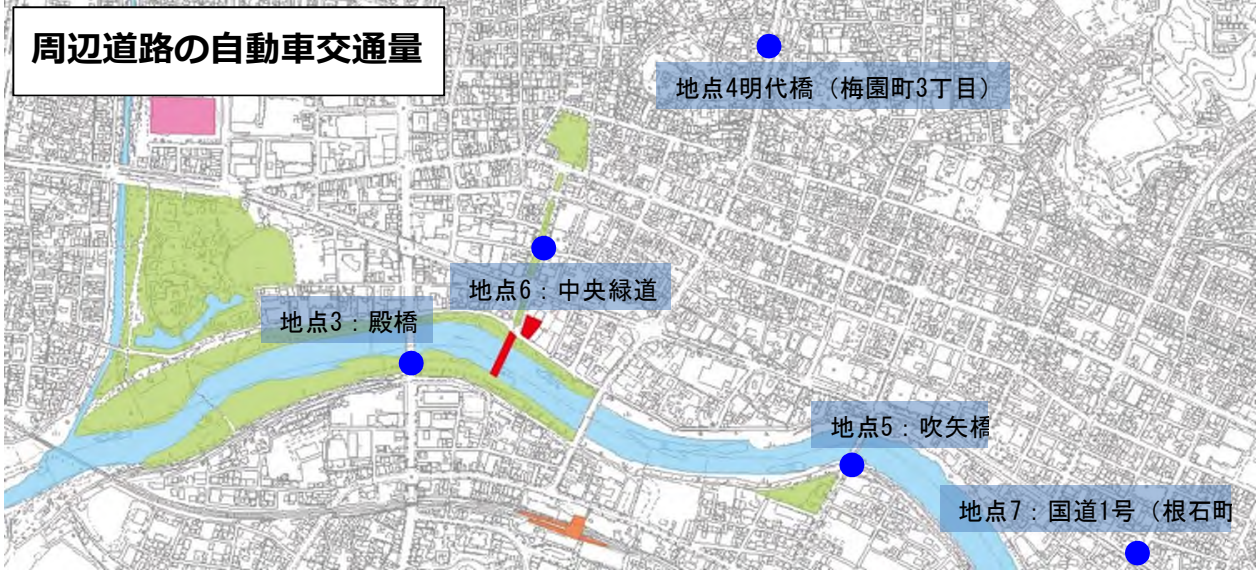 周辺道路の自動車交通量
地点4明代橋（梅園町3丁目）
地点6：中央緑道
地点3：殿橋
地点5：吹矢橋
地点7：国道1号（根石町